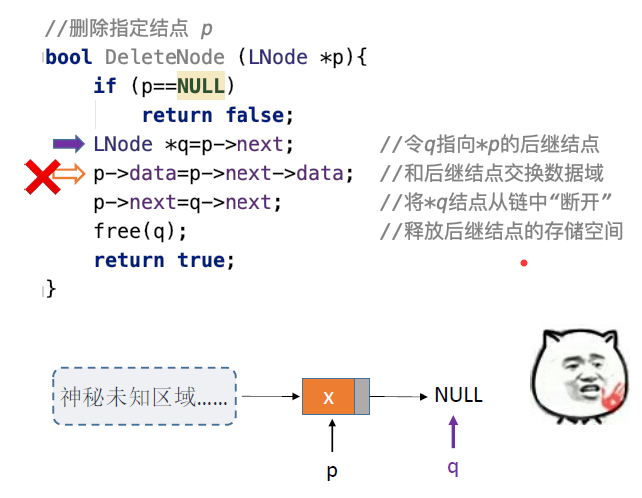 //删除指定结点 p
bool DeleteNode (LNode *p){
if (p==NULL)
return false;
LNode *q=p->next; //令q指向*p的后继结点
p->data=p->next->data; //和后继结点交换数据域
p->next=q->next; //将*q结点从链中“断开”
free(q); //释放后继结点的存储空间
return true;
}
神秘未知区域…… x NULL
p q